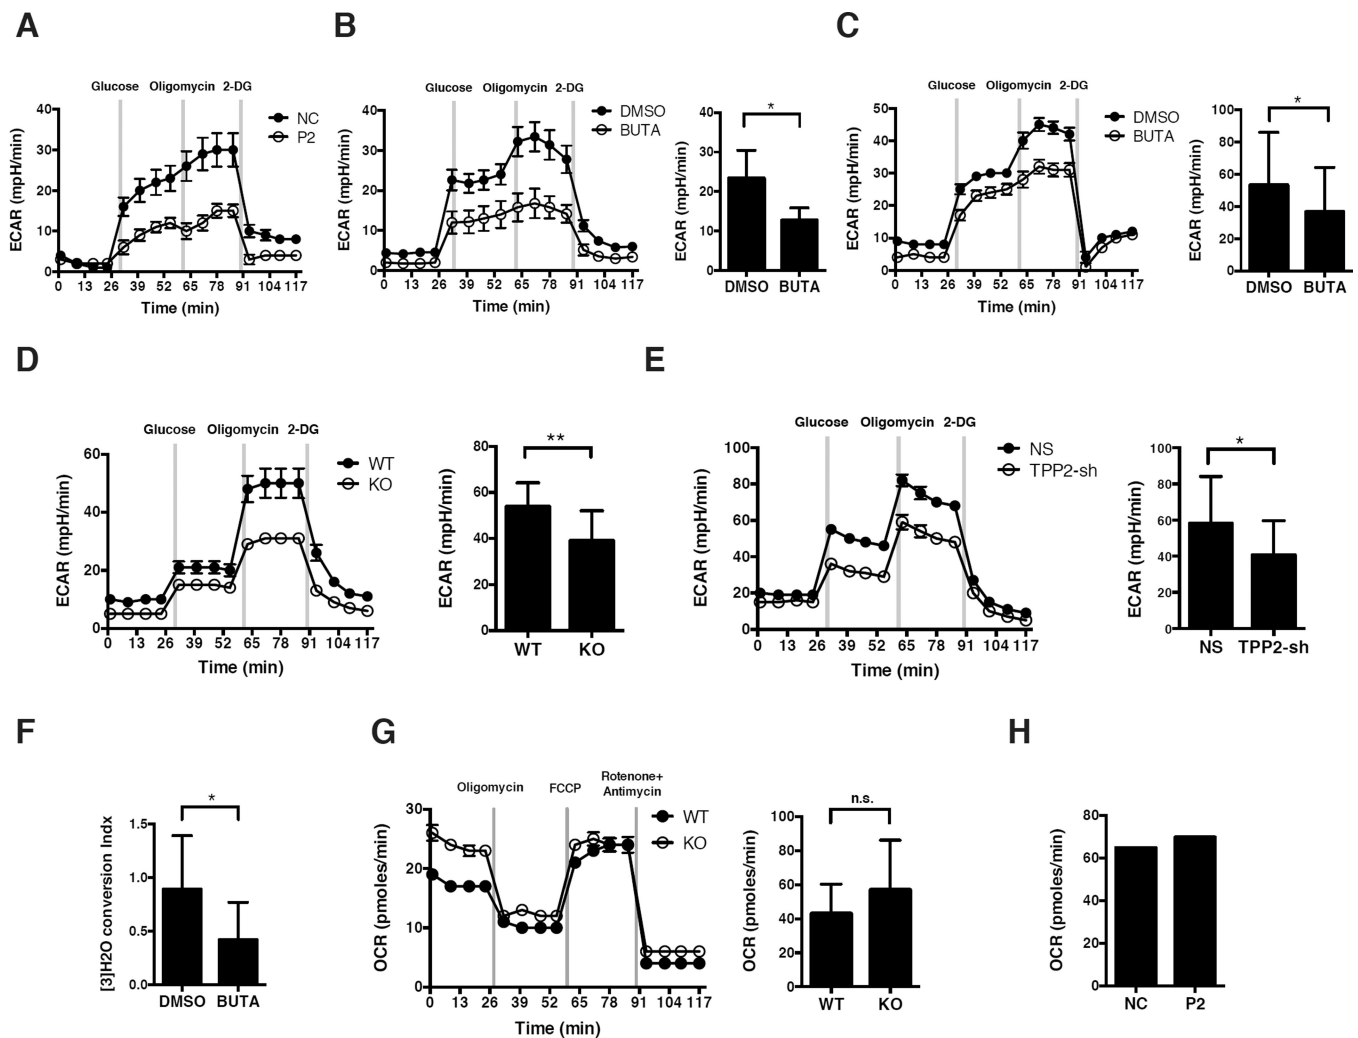 A
Glucose Oligomycin 2-DG
ECAR (mpH/min)
40
30
20
10
0
NC
P2
0 13 26 39 52 65 78 91 104 117
Time (min)
B
Glucose Oligomycin 2-DG
ECAR (mpH/min)
40
30
20
10
0
DMSO
BUTA
0 13 26 39 52 65 78 91 104 117
Time (min)
ECAR (mpH/min)
40
30
20
10
0
*
DMSO BUTA
C
Glucose Oligomycin 2-DG
ECAR (mpH/min)
50
40
30
20
10
0
DMSO
BUTA
0 13 26 39 52 65 78 91 104 117
Time (min)
ECAR (mpH/min)
100
80
60
40
20
0
*
DMSO BUTA
D
Glucose Oligomycin 2-DG
ECAR (mpH/min)
60
40
20
0
WT
KO
0 13 26 39 52 65 78 91 104 117
Time (min)
ECAR (mpH/min)
80
60
40
20
0
**
WT KO
E
Glucose Oligomycin 2-DG
ECAR (mpH/min)
100
80
60
40
20
0
NS
TPP2-sh
0 13 26 39 52 65 78 91 104 117
Time (min)
ECAR (mpH/min)
100
80
60
40
20
0
*
NS TPP2-sh
F
[3]H2O conversion Indx
1.5
1.0
0.5
0.0
*
DMSO BUTA
G
Oligomycin FCCP Rotenone+
Antimycin
OCR (pmoles/min)
30
20
10
0
WT
KO
0 13 26 39 52 65 78 91 104 117
Time (min)
OCR (pmoles/min)
100
80
60
40
20
0
n.s.
WT KO
H
OCR (pmoles/min)
80
60
40
20
0
NC P2